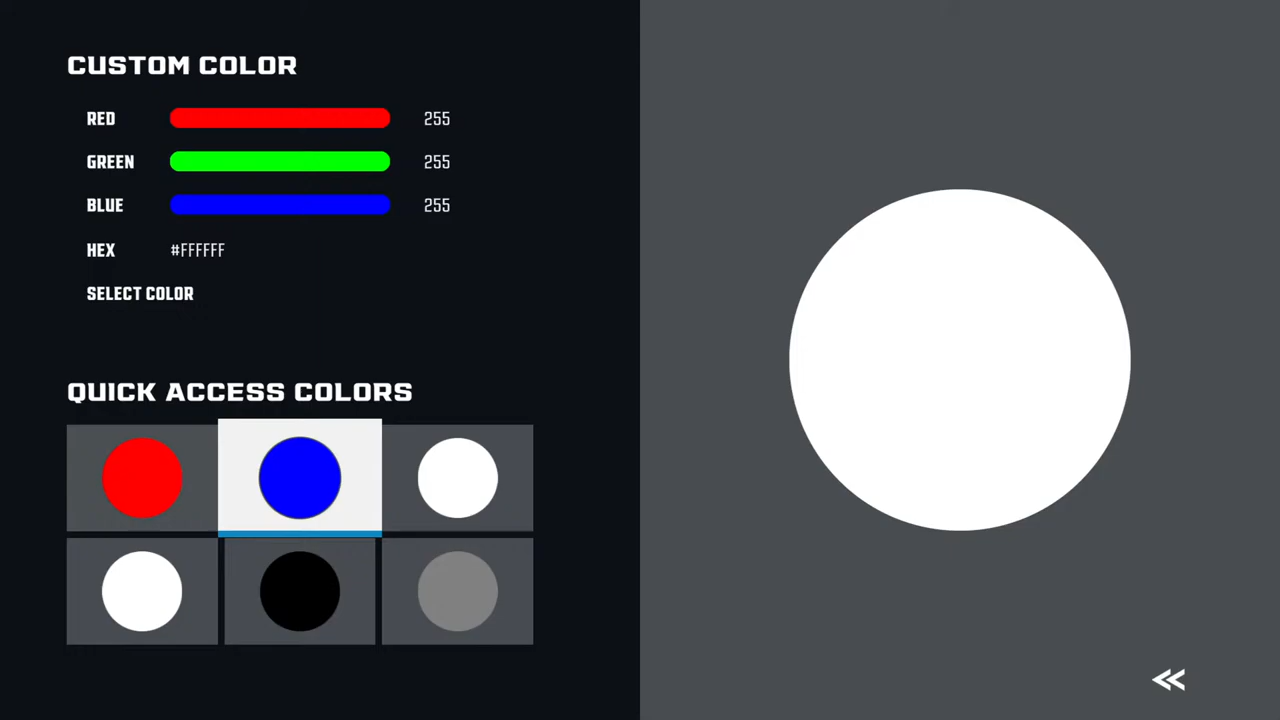 CUSTOM COLOR
RED 255
GREEN 255
BLUE 255
HEX #FFFFFF
SELECT COLOR
QUICK ACCESS COLORS